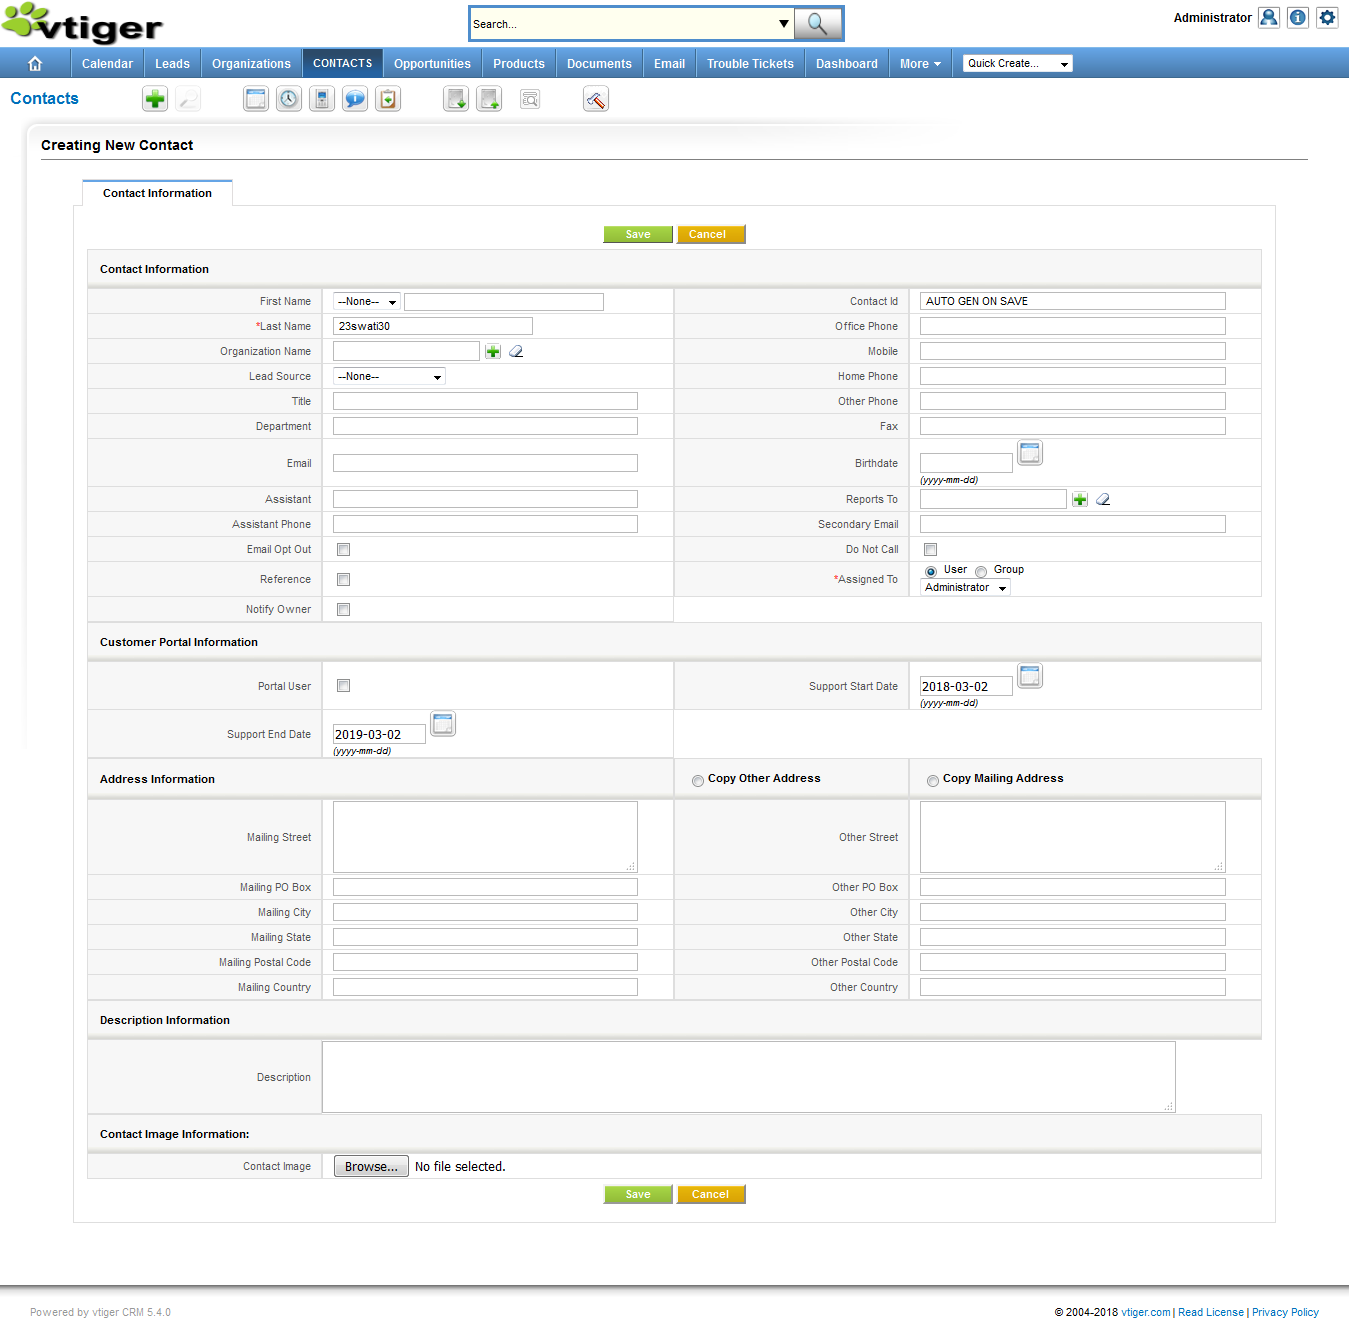 vtiger
Search...
Administrator
Calendar Leads Organizations CONTACTS Opportunities Products Documents Email Trouble Tickets Dashboard More Quick Create...
Contacts
Creating New Contact
Contact Information
Save Cancel
Contact Information
First Name --None-- Contact Id AUTO GEN ON SAVE
*Last Name 23swati30 Office Phone
Organization Name Mobile
Lead Source --None-- Home Phone
Title Other Phone
Department Fax
Email Birthdate
(yyyy-mm-dd)
Assistant Reports To
Assistant Phone Secondary Email
Email Opt Out Do Not Call
User Group
Reference *Assigned To
Administrator
Notify Owner
Customer Portal Information
Portal User Support Start Date 2018-03-02
(yyyy-mm-dd)
Support End Date 2019-03-02
(yyyy-mm-dd)
Address Information Copy Other Address Copy Mailing Address
Mailing Street Other Street
Mailing PO Box Other PO Box
Mailing City Other City
Mailing State Other State
Mailing Postal Code Other Postal Code
Mailing Country Other Country
Description Information
Description
Contact Image Information:
Contact Image Browse... No file selected.
Save Cancel
Powered by vtiger CRM 5.4.0 © 2004-2018 vtiger.com | Read License | Privacy Policy